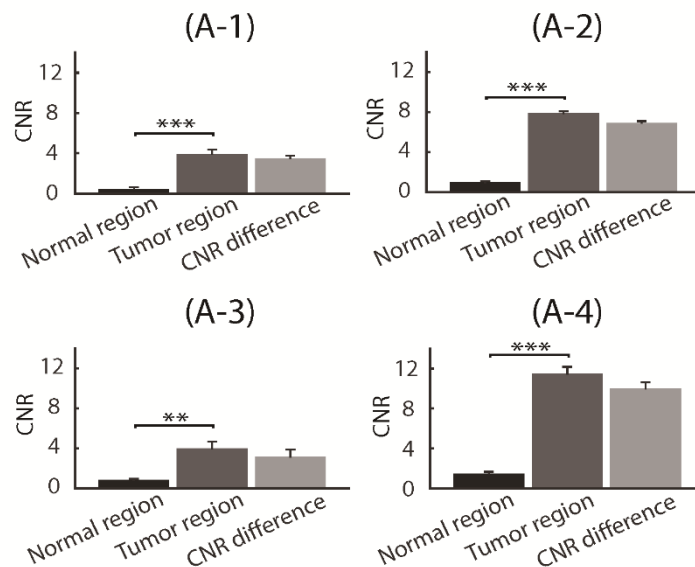 (A-1)
CNR
12
8
4
0
***
Normal region
Tumor region
CNR difference
(A-2)
CNR
12
8
4
0
***
Normal region
Tumor region
CNR difference
(A-3)
CNR
12
8
4
0
**
Normal region
Tumor region
CNR difference
(A-4)
CNR
12
8
4
0
***
Normal region
Tumor region
CNR difference